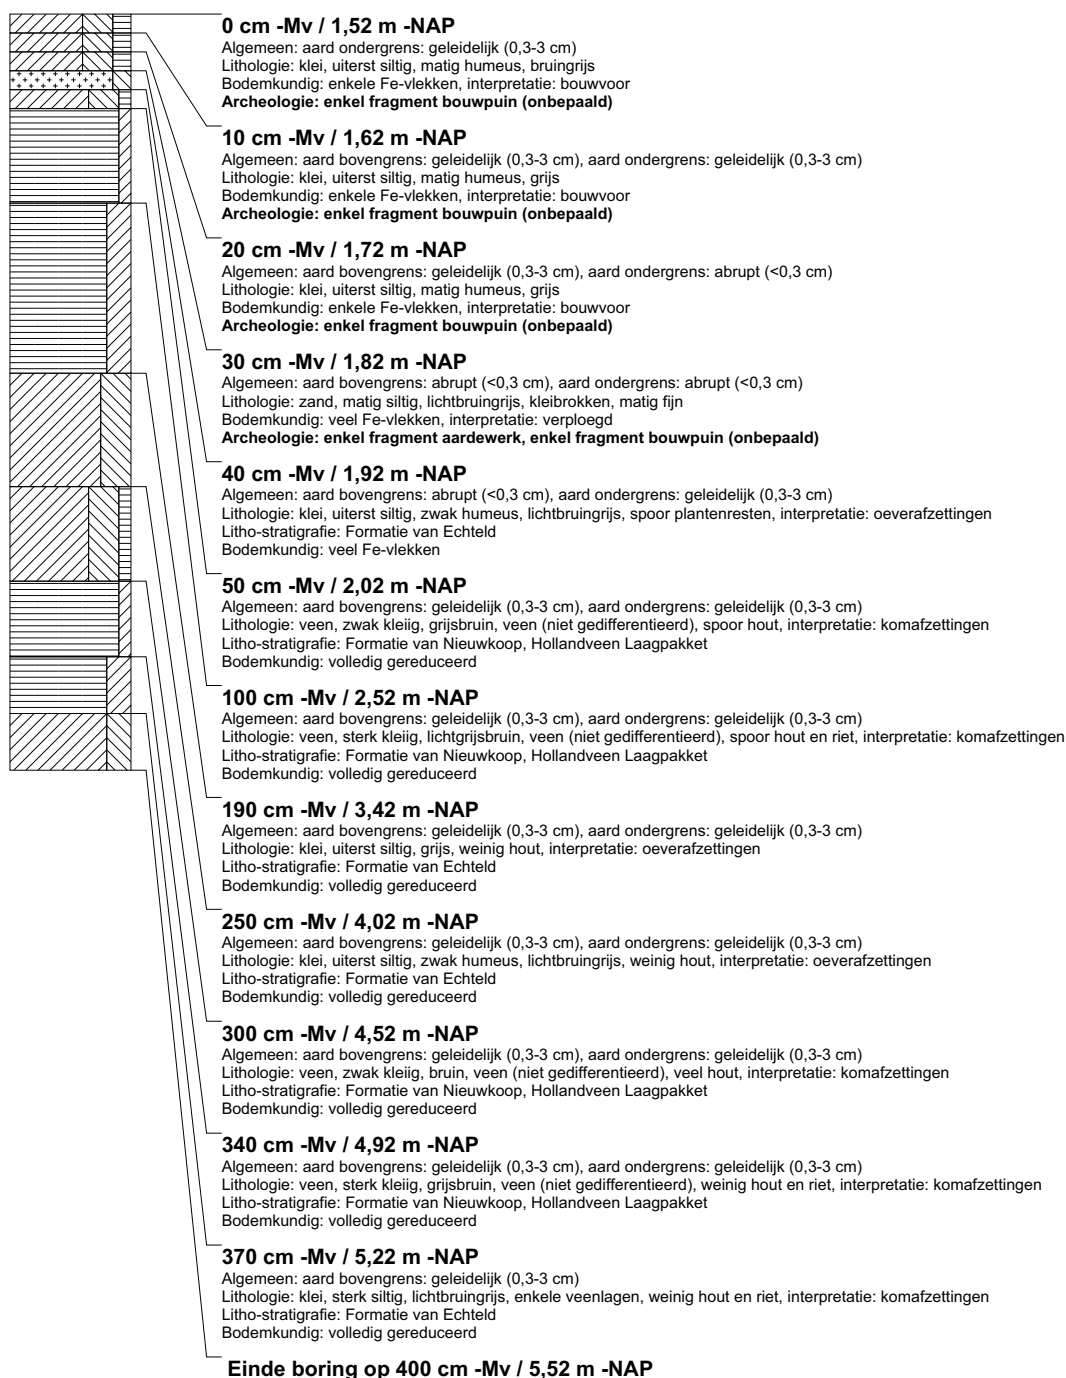 0 cm -Mv / 1,52 m -NAP
Algemeen: aard ondergrens: geleidelijk (0,3-3 cm)
Lithologie: klei, uiterst siltig, matig humeus, bruingrijs
Bodemkundig: enkele Fe-vlekken, interpretatie: bouwvoor
Archeologie: enkel fragment bouwpuin (onbepaald)
10 cm -Mv / 1,62 m -NAP
Algemeen: aard bovengrens: geleidelijk (0,3-3 cm), aard ondergrens: geleidelijk (0,3-3 cm)
Lithologie: klei, uiterst siltig, matig humeus, grijs
Bodemkundig: enkele Fe-vlekken, interpretatie: bouwvoor
Archeologie: enkel fragment bouwpuin (onbepaald)
20 cm -Mv / 1,72 m -NAP
Algemeen: aard bovengrens: geleidelijk (0,3-3 cm), aard ondergrens: abrupt (<0,3 cm)
Lithologie: klei, uiterst siltig, matig humeus, grijs
Bodemkundig: enkele Fe-vlekken, interpretatie: bouwvoor
Archeologie: enkel fragment bouwpuin (onbepaald)
30 cm -Mv / 1,82 m -NAP
Algemeen: aard bovengrens: abrupt (<0,3 cm), aard ondergrens: abrupt (<0,3 cm)
Lithologie: zand, matig siltig, lichtbruingrijs, kleibrokken, matig fijn
Bodemkundig: veel Fe-vlekken, interpretatie: verploegd
Archeologie: enkel fragment aardewerk, enkel fragment bouwpuin (onbepaald)
40 cm -Mv / 1,92 m -NAP
Algemeen: aard bovengrens: abrupt (<0,3 cm), aard ondergrens: geleidelijk (0,3-3 cm)
Lithologie: klei, uiterst siltig, zwak humeus, lichtbruingrijs, spoor plantenresten, interpretatie: oeverafzettingen
Litho-stratigrafie: Formatie van Echteld
Bodemkundig: veel Fe-vlekken
50 cm -Mv / 2,02 m -NAP
Algemeen: aard bovengrens: geleidelijk (0,3-3 cm), aard ondergrens: geleidelijk (0,3-3 cm)
Lithologie: veen, zwak kleiig, grijsbruin, veen (niet gedifferentieerd), spoor hout, interpretatie: komafzettingen
Litho-stratigrafie: Formatie van Nieuwkoop, Hollandveen Laagpakket
Bodemkundig: volledig gereduceerd
100 cm -Mv / 2,52 m -NAP
Algemeen: aard bovengrens: geleidelijk (0,3-3 cm), aard ondergrens: geleidelijk (0,3-3 cm)
Lithologie: veen, sterk kleiig, lichtgrijsbruin, veen (niet gedifferentieerd), spoor hout en riet, interpretatie: komafzettingen
Litho-stratigrafie: Formatie van Nieuwkoop, Hollandveen Laagpakket
Bodemkundig: volledig gereduceerd
190 cm -Mv / 3,42 m -NAP
Algemeen: aard bovengrens: geleidelijk (0,3-3 cm), aard ondergrens: geleidelijk (0,3-3 cm)
Lithologie: klei, uiterst siltig, grijs, weinig hout, interpretatie: oeverafzettingen
Litho-stratigrafie: Formatie van Echteld
Bodemkundig: volledig gereduceerd
250 cm -Mv / 4,02 m -NAP
Algemeen: aard bovengrens: geleidelijk (0,3-3 cm), aard ondergrens: geleidelijk (0,3-3 cm)
Lithologie: klei, uiterst siltig, zwak humeus, lichtbruingrijs, weinig hout, interpretatie: oeverafzettingen
Litho-stratigrafie: Formatie van Echteld
Bodemkundig: volledig gereduceerd
300 cm -Mv / 4,52 m -NAP
Algemeen: aard bovengrens: geleidelijk (0,3-3 cm), aard ondergrens: geleidelijk (0,3-3 cm)
Lithologie: veen, zwak kleiig, bruin, veen (niet gedifferentieerd), veel hout, interpretatie: komafzettingen
Litho-stratigrafie: Formatie van Nieuwkoop, Hollandveen Laagpakket
Bodemkundig: volledig gereduceerd
340 cm -Mv / 4,92 m -NAP
Algemeen: aard bovengrens: geleidelijk (0,3-3 cm), aard ondergrens: geleidelijk (0,3-3 cm)
Lithologie: veen, sterk kleiig, grijsbruin, veen (niet gedifferentieerd), weinig hout en riet, interpretatie: komafzettingen
Litho-stratigrafie: Formatie van Nieuwkoop, Hollandveen Laagpakket
Bodemkundig: volledig gereduceerd
370 cm -Mv / 5,22 m -NAP
Algemeen: aard bovengrens: geleidelijk (0,3-3 cm)
Lithologie: klei, sterk siltig, lichtbruingrijs, enkele veenlagen, weinig hout en riet, interpretatie: komafzettingen
Litho-stratigrafie: Formatie van Echteld
Bodemkundig: volledig gereduceerd
Einde boring op 400 cm -Mv / 5,52 m -NAP